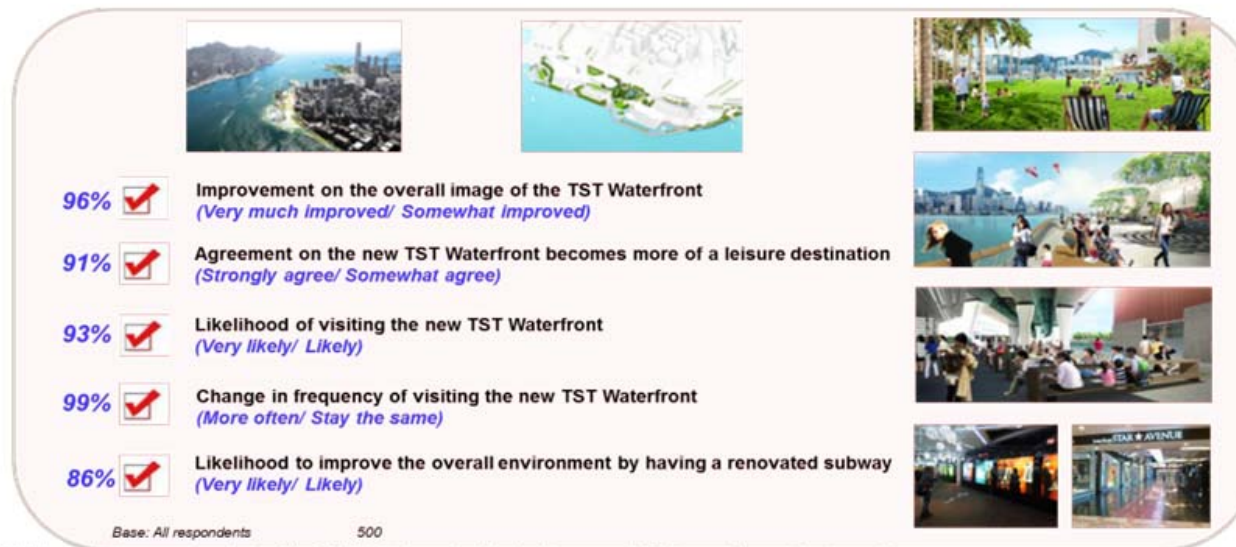 96%
Improvement on the overall image of the TST Waterfront
(Very much improved/ Somewhat improved)
91%
Agreement on the new TST Waterfront becomes more of a leisure destination
(Strongly agree/ Somewhat agree)
93%
Likelihood of visiting the new TST Waterfront
(Very likely/ Likely)
99%
Change in frequency of visiting the new TST Waterfront
(More often/ Stay the same)
86%
Likelihood to improve the overall environment by having a renovated subway
(Very likely/ Likely)
STAR ★ AVENUE
Base: All respondents 500